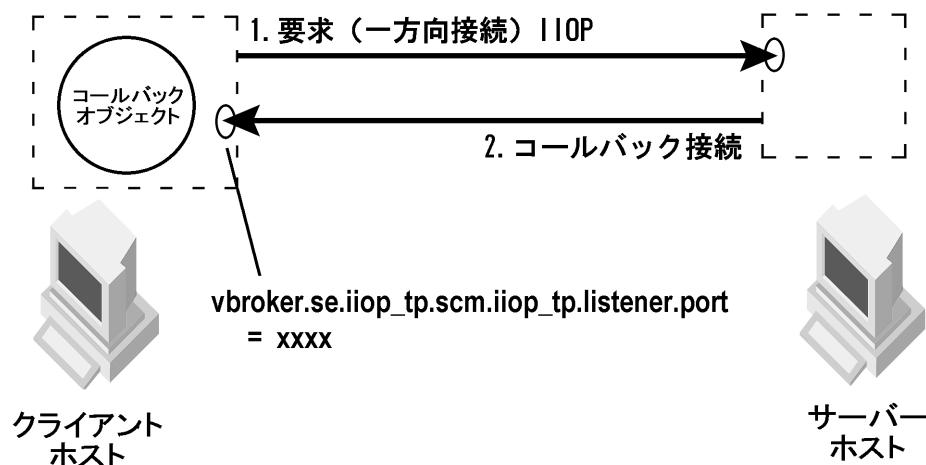 1. 要求（一方向接続）IIOP
コールバック
オブジェクト
2. コールバック接続
vbroker.se.iiop_tp.scm.iiop_tp.listener.port
= xxxx
クライアント
ホスト
サーバー
ホスト